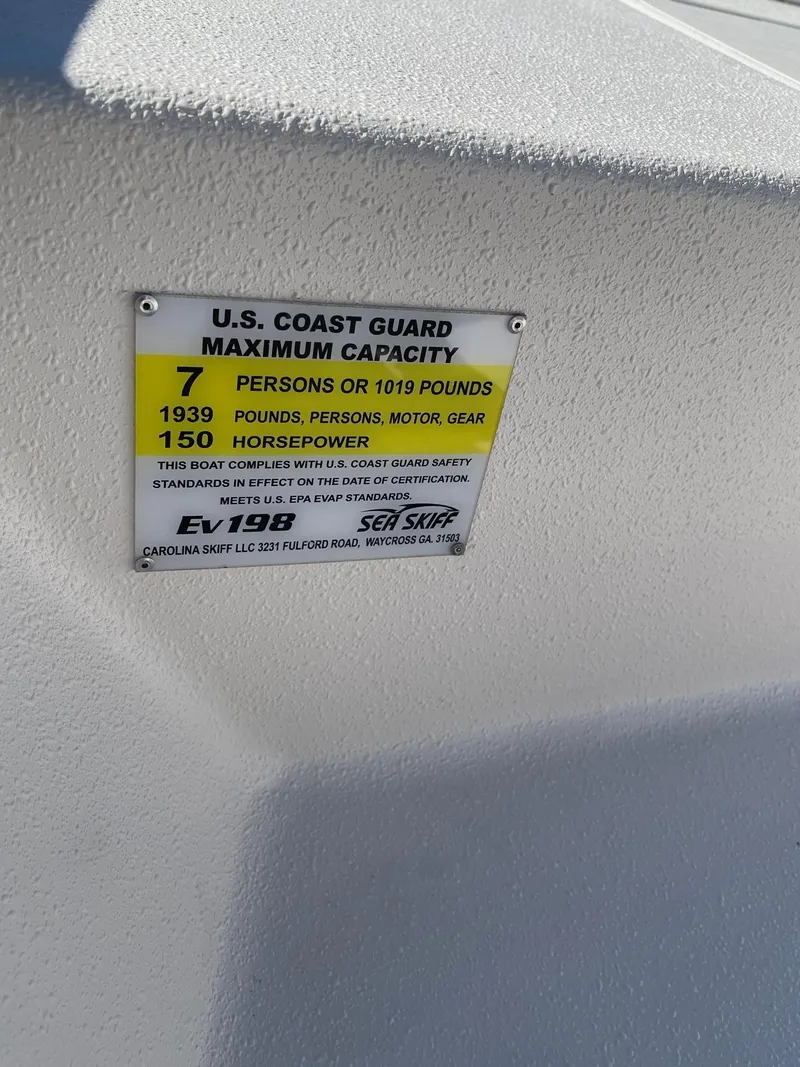 U.S. COAST GUARD
MAXIMUM CAPACITY
7 PERSONS OR 1019 POUNDS
1939 POUNDS, PERSONS, MOTOR, GEAR
150 HORSEPOWER
THIS BOAT COMPLIES WITH U.S. COAST GUARD SAFETY
STANDARDS IN EFFECT ON THE DATE OF CERTIFICATION.
MEETS U.S. EPA EVAP STANDARDS.
Ev198 SEA SKIFF
CAROLINA SKIFF LLC 3231 FULFORD ROAD, WAYCROSS GA. 31503